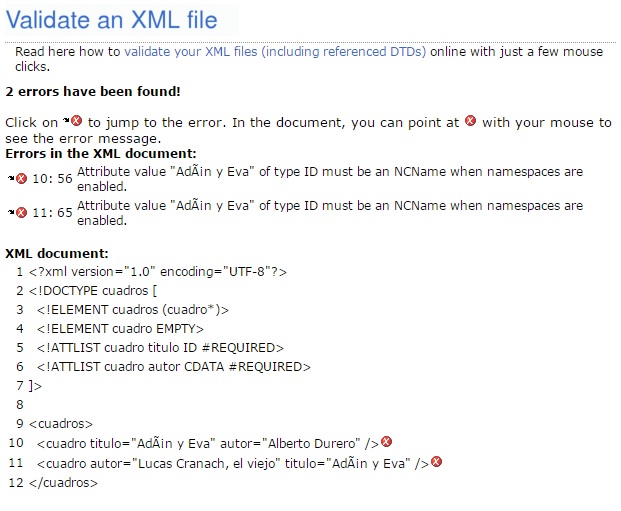 Validate an XML file
Read here how to validate your XML files (including referenced DTDs) online with just a few mouse
clicks.
2 errors have been found!
Click on to jump to the error. In the document, you can point at with your mouse to
see the error message.
Errors in the XML document:
10: 56 Attribute value "AdÃin y Eva" of type ID must be an NCName when namespaces are
enabled.
11: 65 Attribute value "AdÃin y Eva" of type ID must be an NCName when namespaces are
enabled.
XML document:
1 <?xml version="1.0" encoding="UTF-8"?>
2 <!DOCTYPE cuadros [
3 <!ELEMENT cuadros (cuadro*)>
4 <!ELEMENT cuadro EMPTY>
5 <!ATTLIST cuadro titulo ID #REQUIRED>
6 <!ATTLIST cuadro autor CDATA #REQUIRED>
7 ]>
8
9 <cuadros>
10 <cuadro titulo="AdÃin y Eva" autor="Alberto Durero" />
11 <cuadro autor="Lucas Cranach, el viejo" titulo="AdÃin y Eva" />
12 </cuadros>